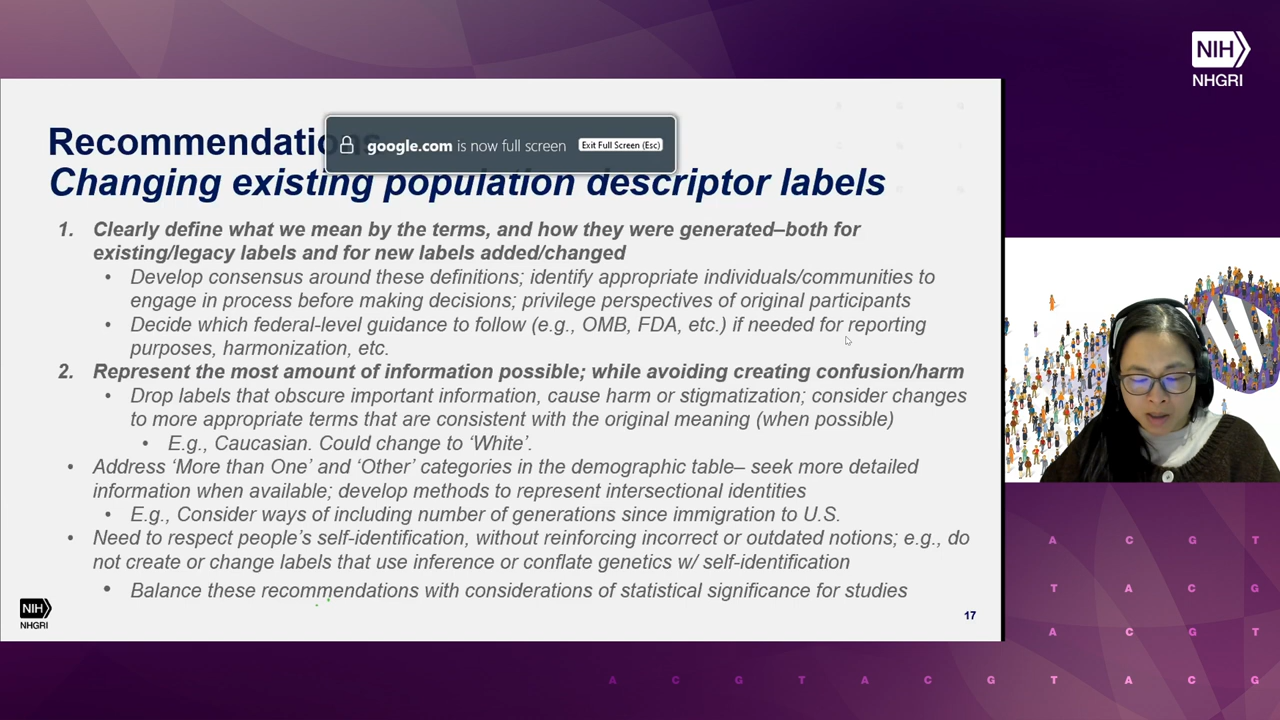 NIH
NHGRI
Recommendatio
google.com is now full screen Exit Full Screen (Esc)
Changing existing population descriptor labels
1. Clearly define what we mean by the terms, and how they were generated–both for
existing/legacy labels and for new labels added/changed
• Develop consensus around these definitions; identify appropriate individuals/communities to
engage in process before making decisions; privilege perspectives of original participants
• Decide which federal-level guidance to follow (e.g., OMB, FDA, etc.) if needed for reporting
purposes, harmonization, etc.
2. Represent the most amount of information possible; while avoiding creating confusion/harm
• Drop labels that obscure important information, cause harm or stigmatization; consider changes
to more appropriate terms that are consistent with the original meaning (when possible)
• E.g., Caucasian. Could change to ‘White’.
• Address ‘More than One’ and ‘Other’ categories in the demographic table– seek more detailed
information when available; develop methods to represent intersectional identities
• E.g., Consider ways of including number of generations since immigration to U.S.
• Need to respect people’s self-identification, without reinforcing incorrect or outdated notions; e.g., do
not create or change labels that use inference or conflate genetics w/ self-identification
• Balance these recommendations with considerations of statistical significance for studies
NIH
NHGRI
17
A C G T
T A C G
A C G T
A C G T A C G T A C G